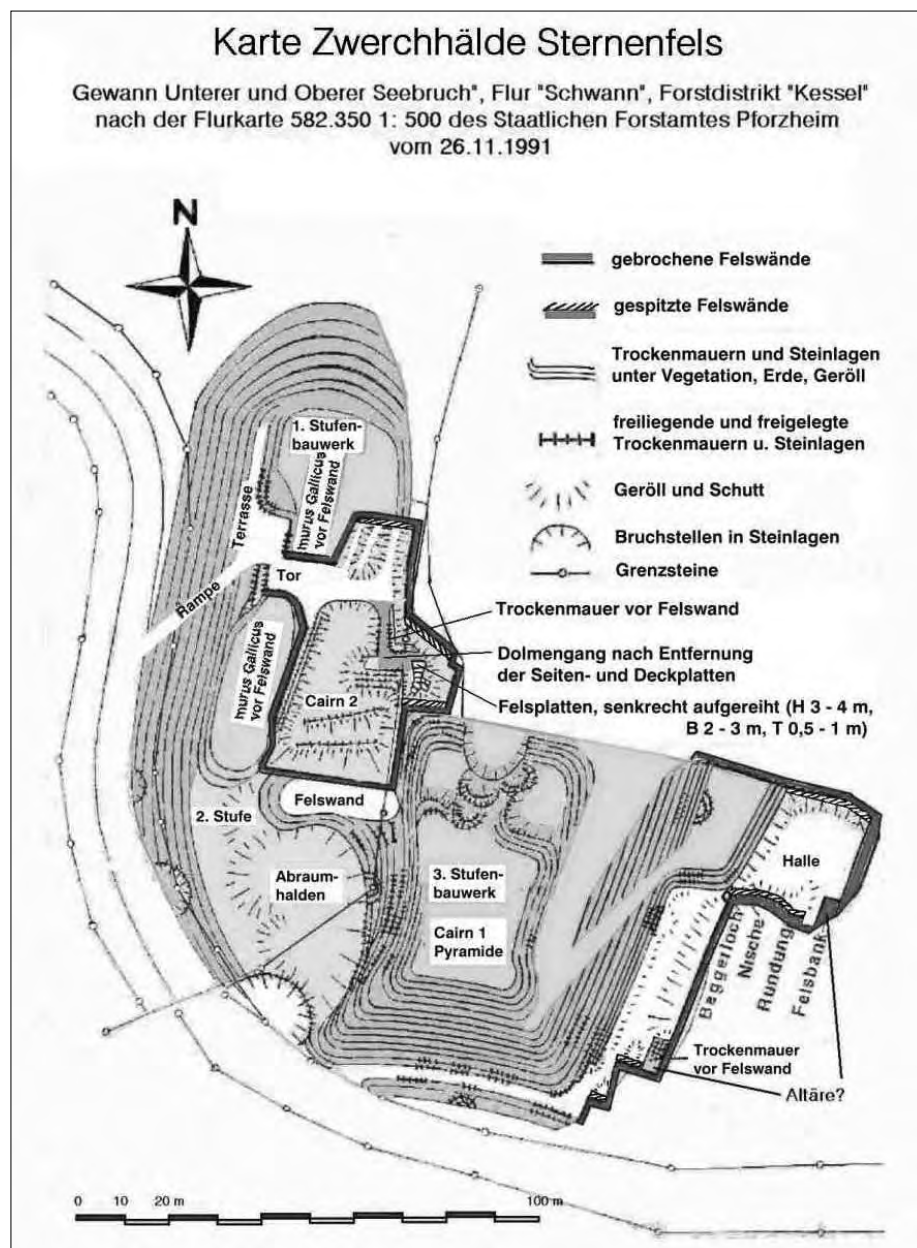 Karte Zwerchhälde Sternenfels
Gewann Unterer und Oberer Seebruch", Flur "Schwann", Forstdistrikt "Kessel"
nach der Flurkarte 582.350 1: 500 des Staatlichen Forstamtes Pforzheim
vom 26.11.1991
N
gebrochene Felswände
gespitzte Felswände
Trockenmauern und Steinlagen
unter Vegetation, Erde, Geröll
freiliegende und freigelegte
Trockenmauern u. Steinlagen
Geröll und Schutt
Bruchstellen in Steinlagen
Grenzsteine
Trockenmauer vor Felswand
Dolmengang nach Entfernung
der Seiten- und Deckplatten
Felsplatten, senkrecht aufgereiht (H 3 - 4 m,
B 2 - 3 m, T 0,5 - 1 m)
1. Stufen-
bauwerk
murus Gallicus
vor Felswand
Terrasse
Rampe
Tor
murus Gallicus
vor Felswand
Cairn 2
Felswand
2. Stufe
Abraum-
halden
3. Stufen-
bauwerk
Cairn 1
Pyramide
Halle
Baggerloch
Nische
Rundung
Felsbank
Trockenmauer
vor Felswand
Altäre?
0 10 20 m 100 m